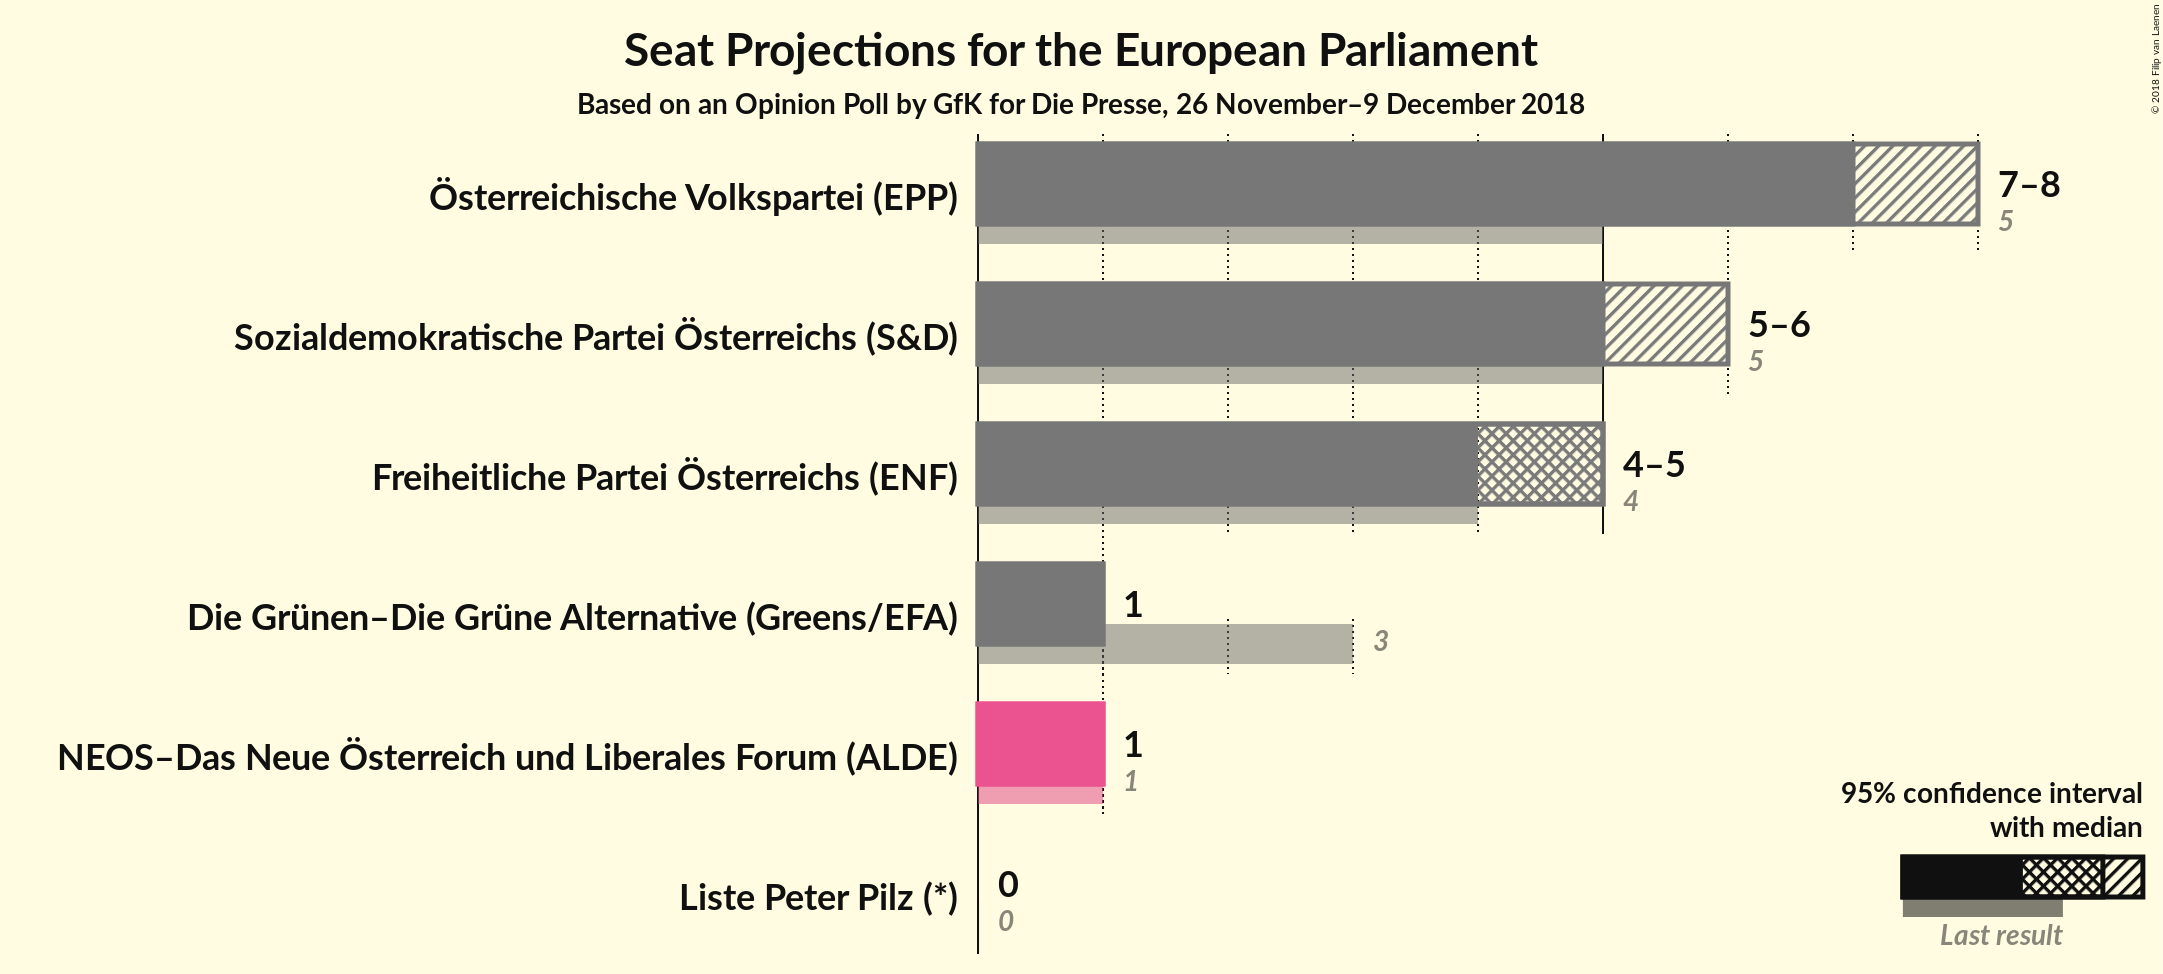 Seat Projections for the European Parliament
Based on an Opinion Poll by GfK for Die Presse, 26 November–9 December 2018
© 2018 Filip van Laenen
Österreichische Volkspartei (EPP)
7–8
5
Sozialdemokratische Partei Österreichs (S&D)
5–6
5
Freiheitliche Partei Österreichs (ENF)
4–5
4
Die Grünen–Die Grüne Alternative (Greens/EFA)
1
3
NEOS–Das Neue Österreich und Liberales Forum (ALDE)
1
1
Liste Peter Pilz (*)
0
0
95% confidence interval
with median
Last result